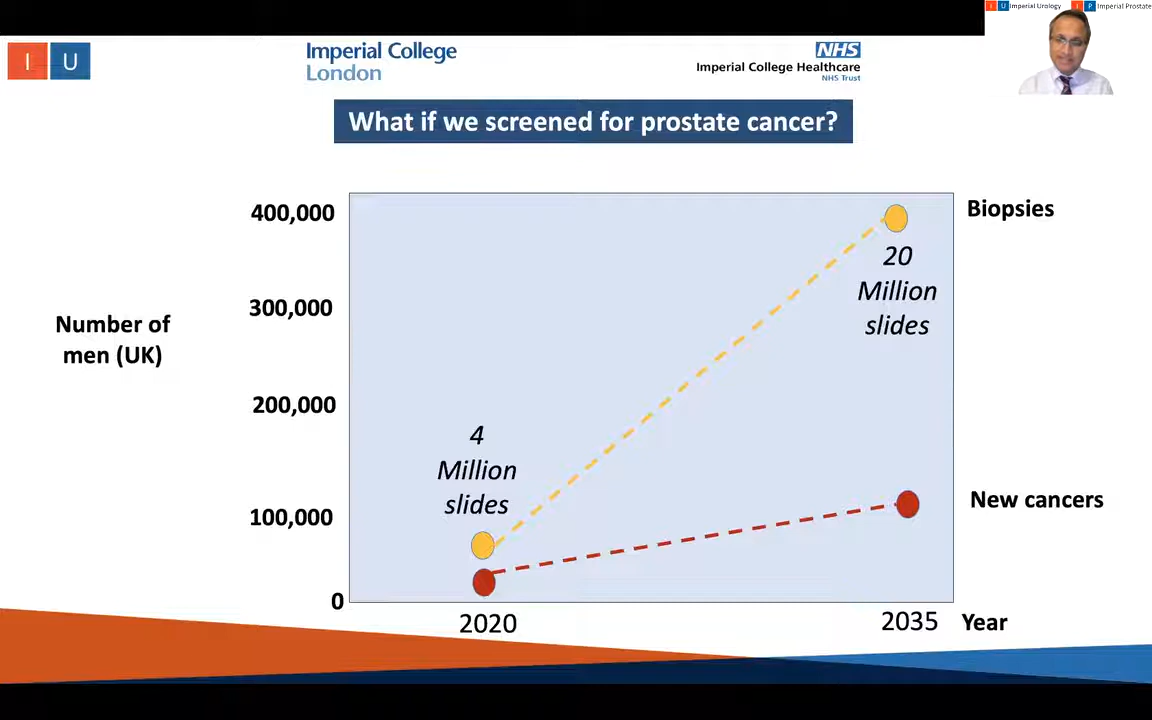 I U Imperial Urology I P Imperial Prostate
I U
Imperial College
London
NHS
Imperial College Healthcare
NHS Trust
What if we screened for prostate cancer?
400,000
Biopsies
20
Million
slides
300,000
Number of
men (UK)
200,000
4
Million
slides
100,000
New cancers
0
2020
2035
Year